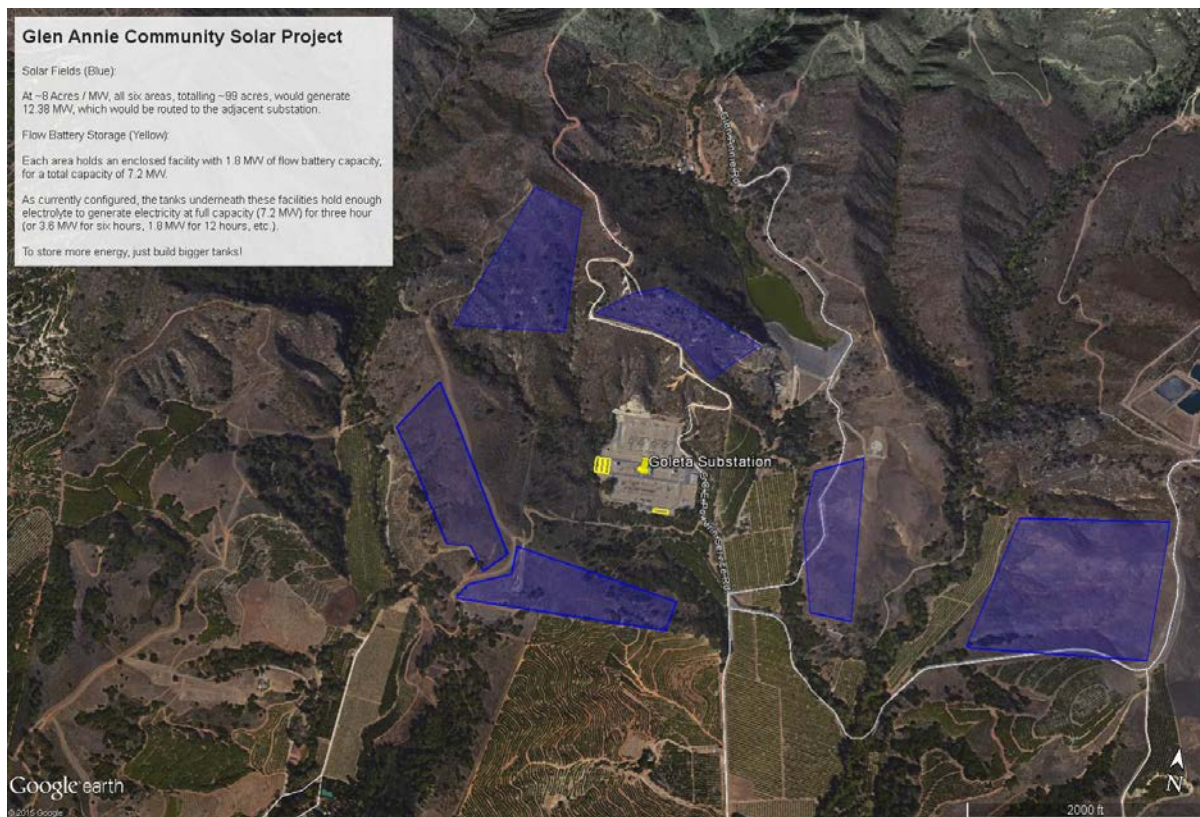 Glen Annie Community Solar Project
Solar Fields (Blue):
At ~8 Acres / MW, all six areas, totalling ~99 acres, would generate
12.38 MW, which would be routed to the adjacent substation.
Flow Battery Storage (Yellow):
Each area holds an enclosed facility with 1.8 MW of flow battery capacity,
for a total capacity of 7.2 MW.
As currently configured, the tanks underneath these facilities hold enough
electrolyte to generate electricity at full capacity (7.2 MW) for three hour
(or 3.6 MW for six hours, 1.8 MW for 12 hours, etc.).
To store more energy, just build bigger tanks!
Glen Annie Rd
Goleta Substation
Google earth
© 2015 Google
N
2000 ft